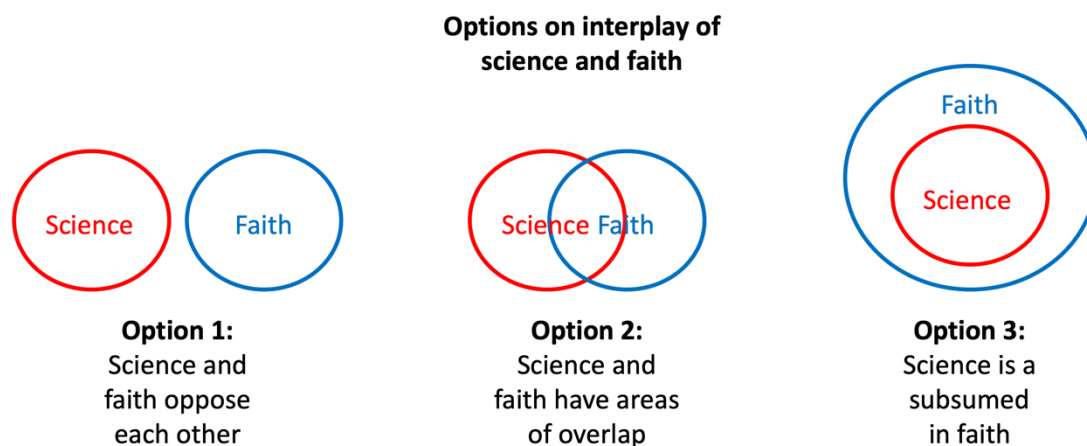 Options on interplay of
science and faith
Science
Faith
Option 1:
Science and
faith oppose
each other
Science
Faith
Option 2:
Science and
faith have areas
of overlap
Faith
Science
Option 3:
Science is a
subsumed
in faith